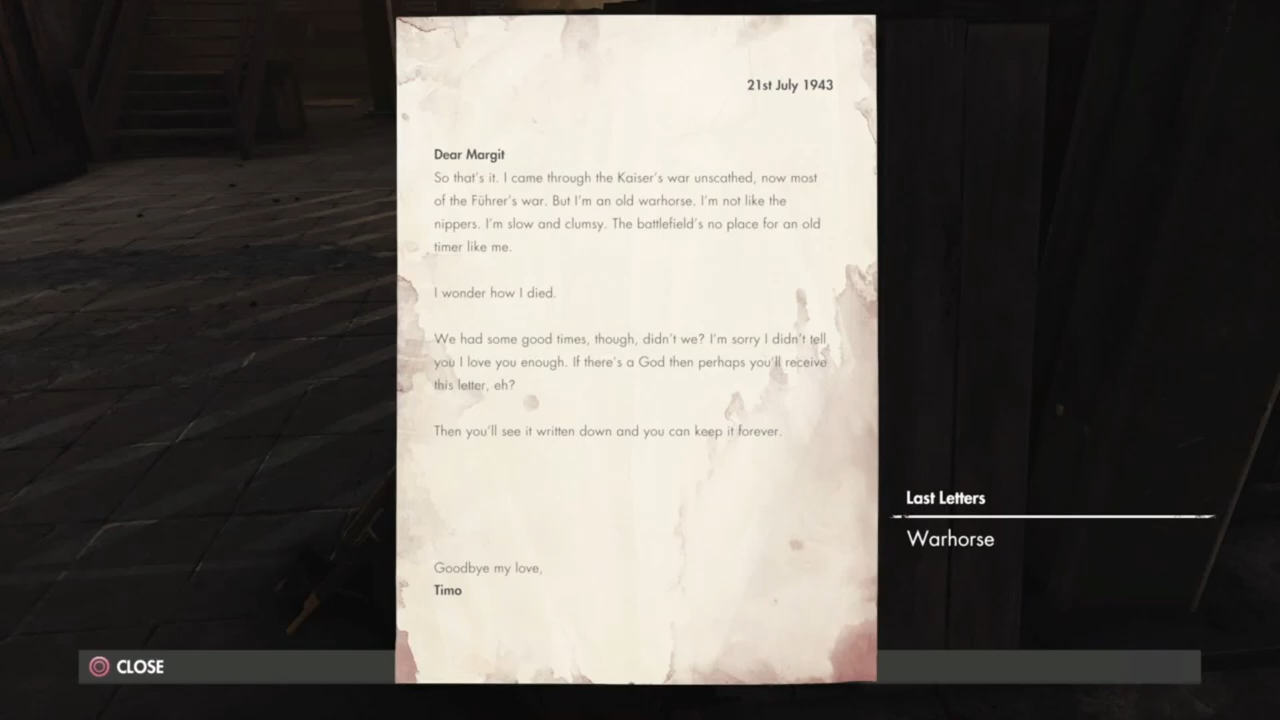 21st July 1943
Dear Margit
So that's it. I came through the Kaiser's war unscathed, now most
of the Führer's war. But I'm an old warhorse. I'm not like the
nippers. I'm slow and clumsy. The battlefield's no place for an old
timer like me.
I wonder how I died.
We had some good times, though, didn't we? I'm sorry I didn't tell
you I love you enough. If there's a God then perhaps you'll receive
this letter, eh?
Then you'll see it written down and you can keep it forever.
Goodbye my love,
Timo
Last Letters
Warhorse
CLOSE